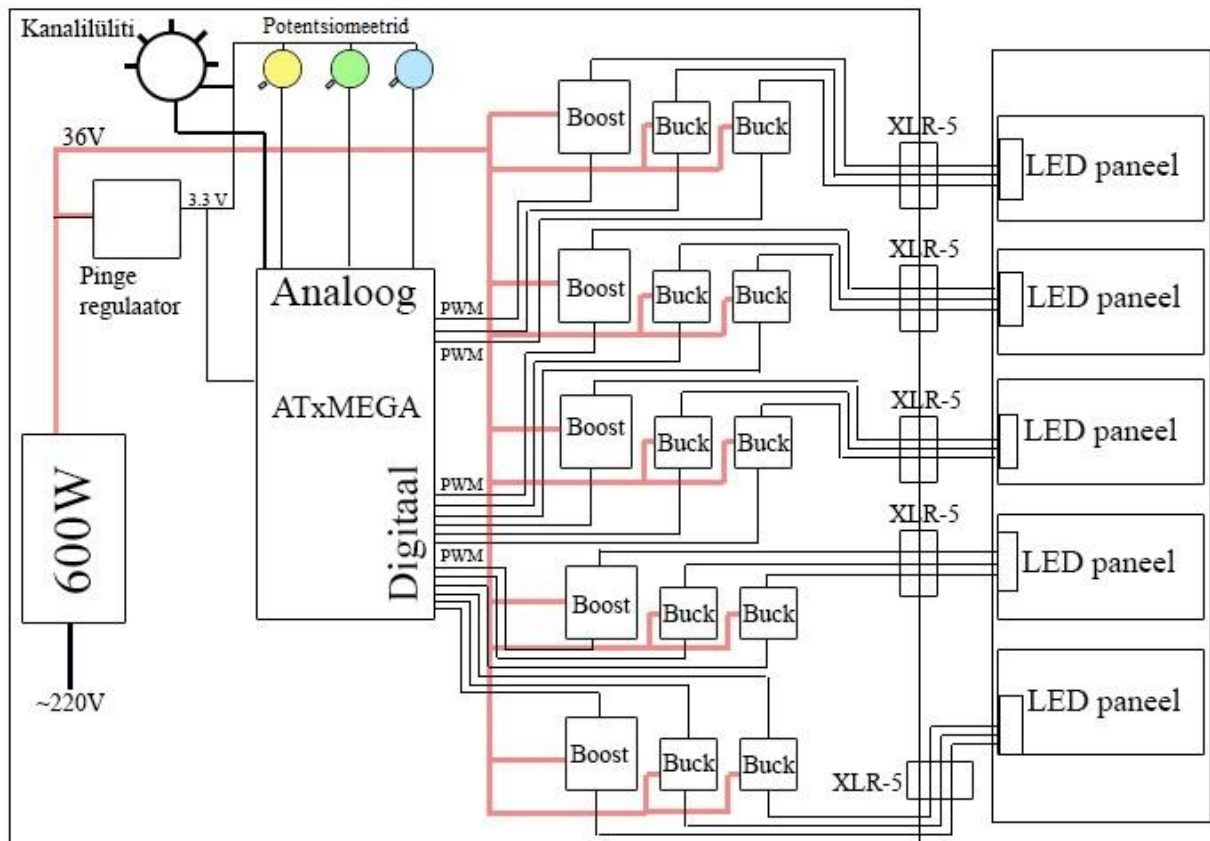 Kanalilüliti
Potentsiomeetrid
36V
3.3 V
Pinge
regulaator
600W
~220V
Analoog
ATxMEGA
Digitaal
PWM
PWM
PWM
PWM
Boost
Buck
Buck
XLR-5
LED paneel
Boost
Buck
Buck
XLR-5
LED paneel
Boost
Buck
Buck
XLR-5
LED paneel
Boost
Buck
Buck
XLR-5
LED paneel
Boost
Buck
Buck
XLR-5
LED paneel